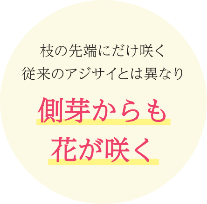 枝の先端にだけ咲く
従来のアジサイとは異なり
側芽からも
花が咲く